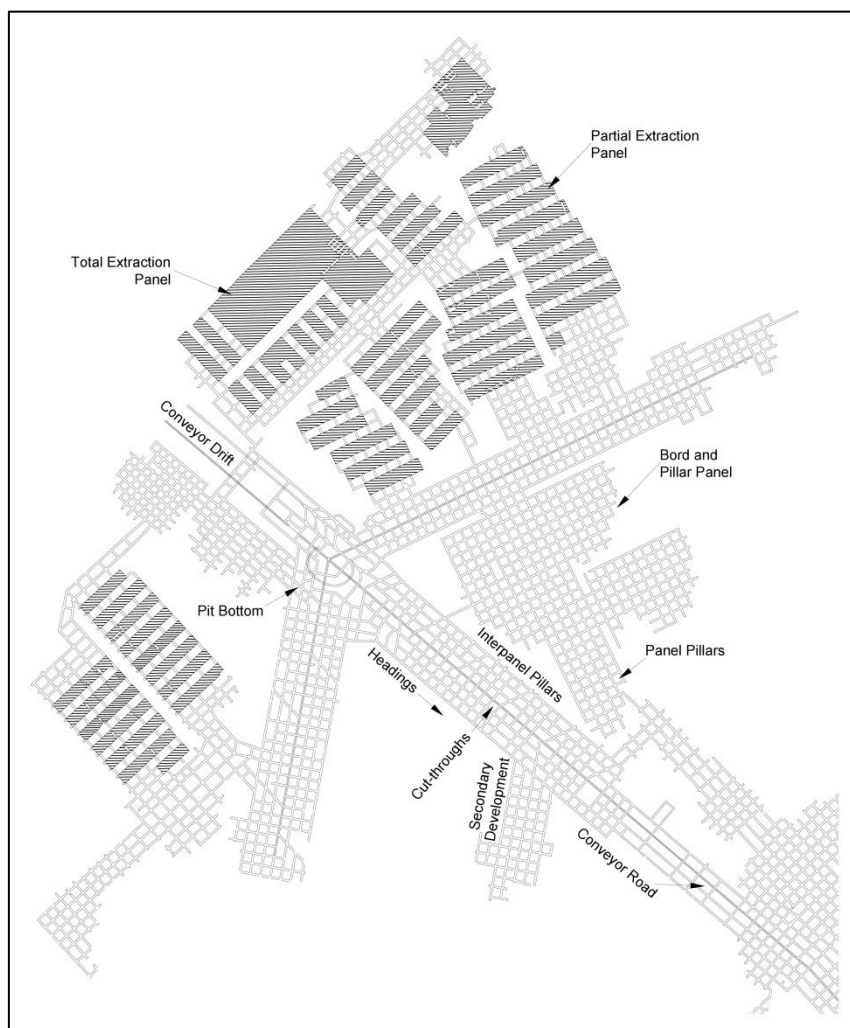 Partial Extraction
Panel
Total Extraction
Panel
Conveyor Drift
Bord and
Pillar Panel
Pit Bottom
Interpanel Pillars
Panel Pillars
Headings
Cut-throughs
Secondary
Development
Conveyor Road